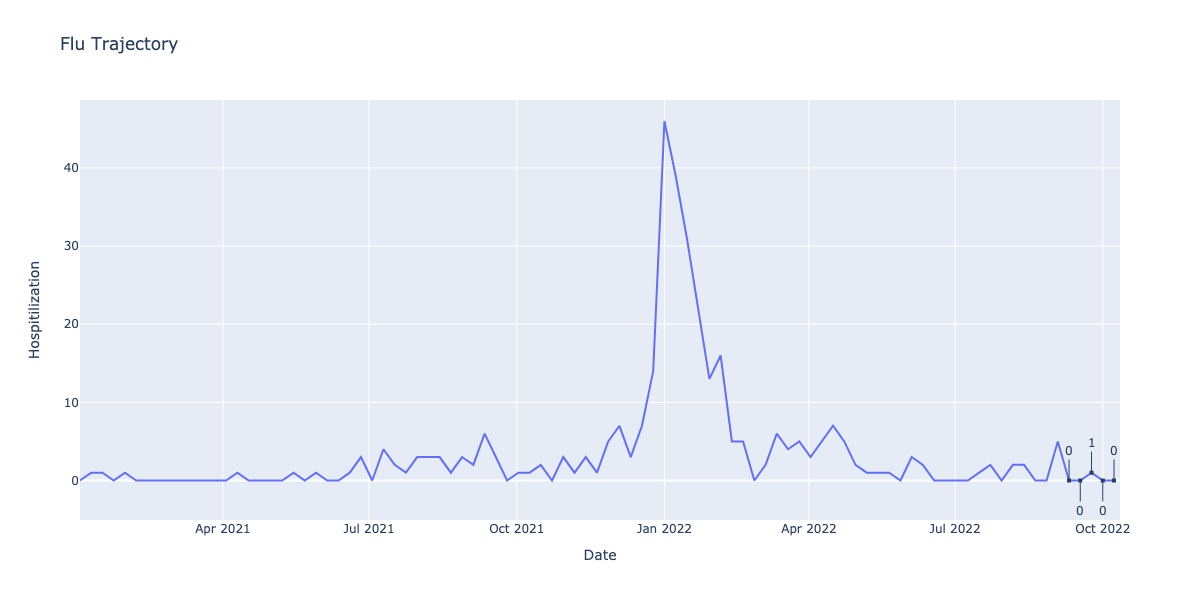 Flu Trajectory
Hospitilization
40
30
20
10
0
0
1
0
0
0
Apr 2021
Jul 2021
Oct 2021
Jan 2022
Apr 2022
Jul 2022
Oct 2022
Date